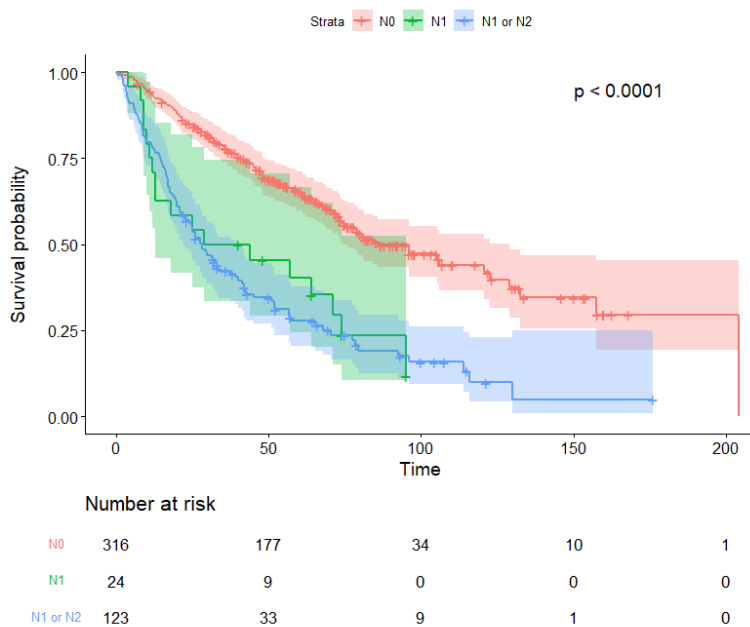 Strata N0 N1 N1 or N2
p < 0.0001
Survival probability
1.00
0.75
0.50
0.25
0.00
0 50 100 150 200
Time
Number at risk
N0 316 177 34 10 1
N1 24 9 0 0 0
N1 or N2 123 33 9 1 0